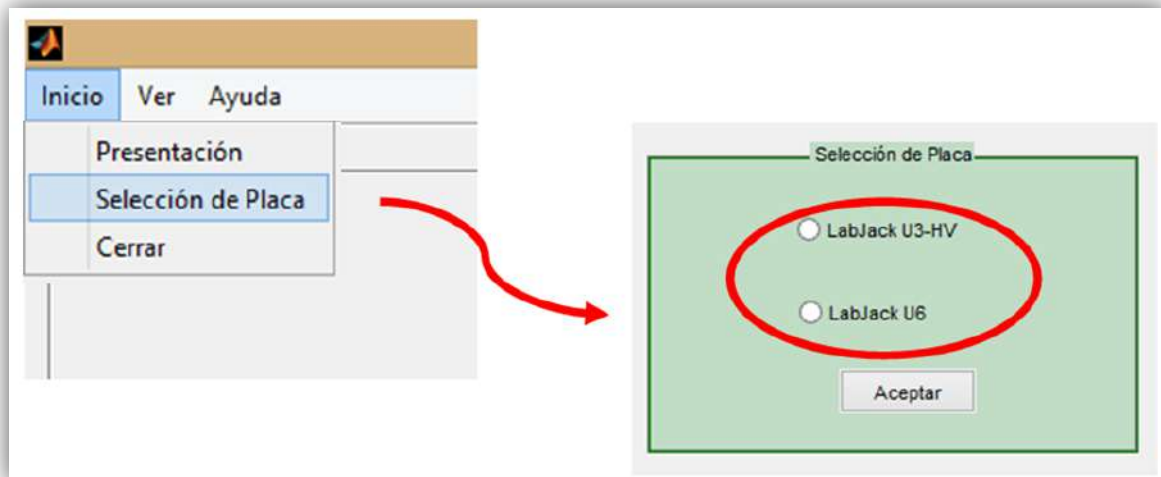 Inicio Ver Ayuda
Presentación
Selección de Placa
Cerrar
Selección de Placa
LabJack U3-HV
LabJack U6
Aceptar